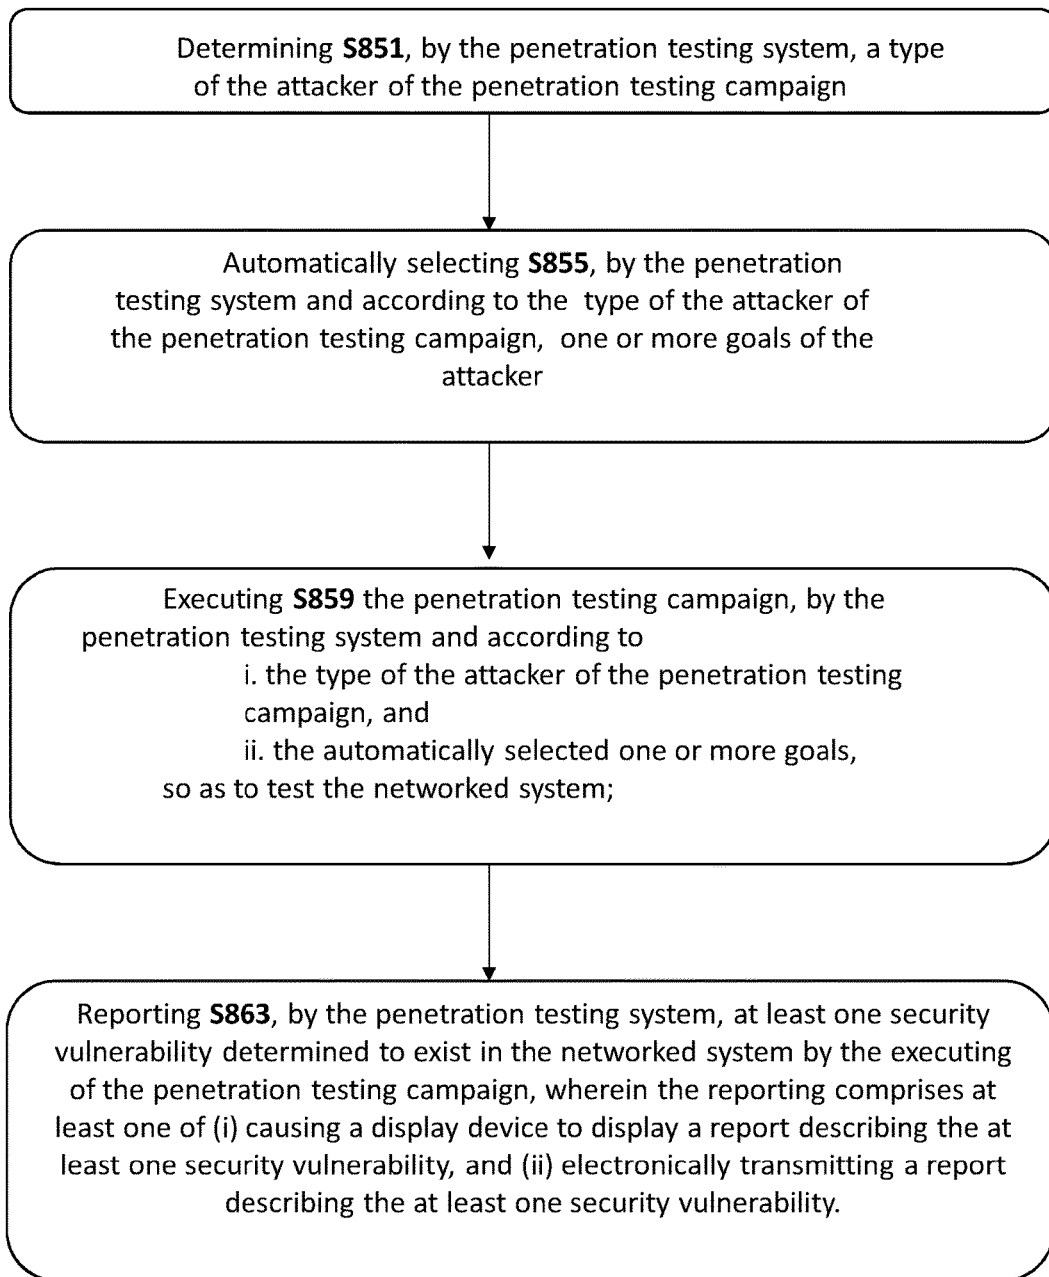 Determining S851, by the penetration testing system, a type
of the attacker of the penetration testing campaign
Automatically selecting S855, by the penetration
testing system and according to the type of the attacker of
the penetration testing campaign, one or more goals of the
attacker
Executing S859 the penetration testing campaign, by the
penetration testing system and according to
i. the type of the attacker of the penetration testing
campaign, and
ii. the automatically selected one or more goals,
so as to test the networked system;
Reporting S863, by the penetration testing system, at least one security
vulnerability determined to exist in the networked system by the executing
of the penetration testing campaign, wherein the reporting comprises at
least one of (i) causing a display device to display a report describing the at
least one security vulnerability, and (ii) electronically transmitting a report
describing the at least one security vulnerability.